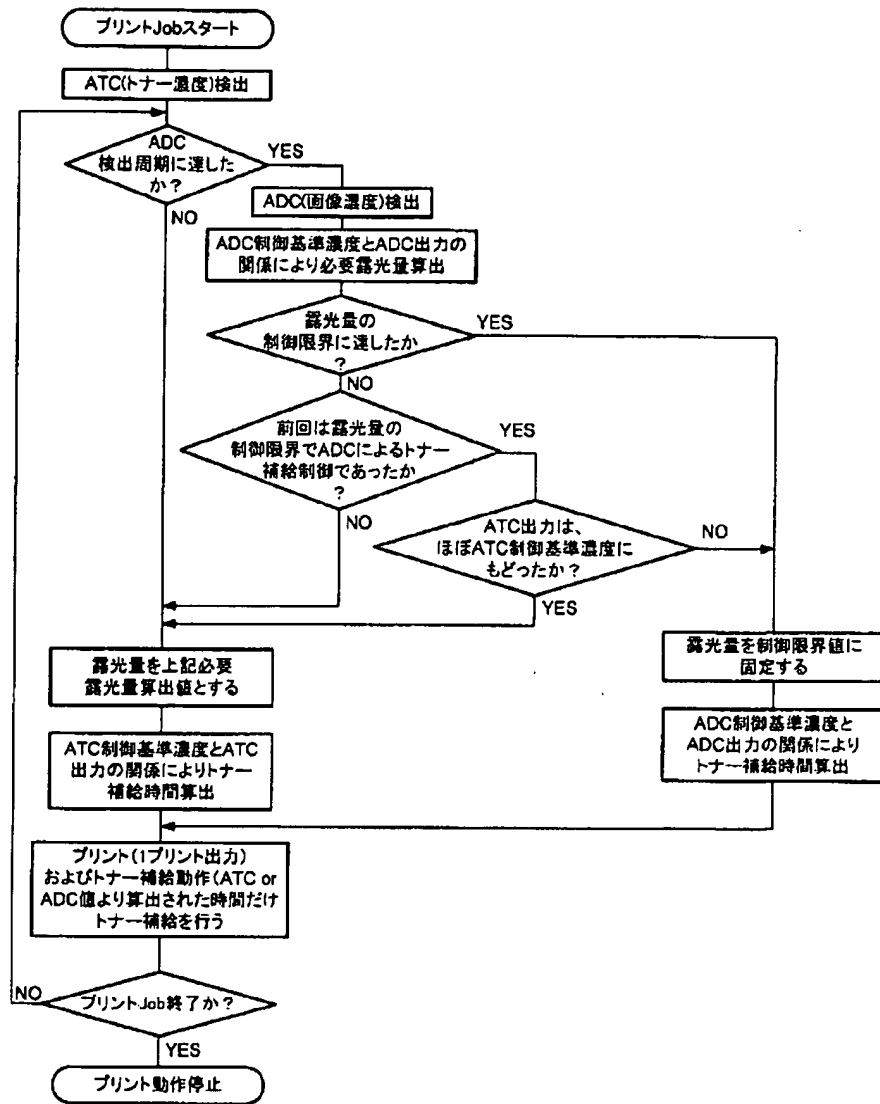 プリントJobスタート
ATC(トナー濃度)検出
ADC
検出周期に達した
か？
YES
NO
ADC(画像濃度)検出
ADC制御基準濃度とADC出力の
関係により必要露光量算出
露光量の
制御限界に達したか
？
YES
NO
前回は露光量の
制御限界でADCによるトナー
補給制御であったか
？
YES
NO
ATC出力は、
ほぼATC制御基準濃度に
もどったか？
NO
YES
露光量を上記必要
露光量算出値とする
露光量を制御限界値に
固定する
ATC制御基準濃度とATC
出力の関係によりトナー
補給時間算出
ADC制御基準濃度と
ADC出力の関係により
トナー補給時間算出
プリント(1プリント出力)
およびトナー補給動作(ATC or
ADC値より算出された時間だけ
トナー補給を行う
プリントJob終了か？
NO
YES
プリント動作停止